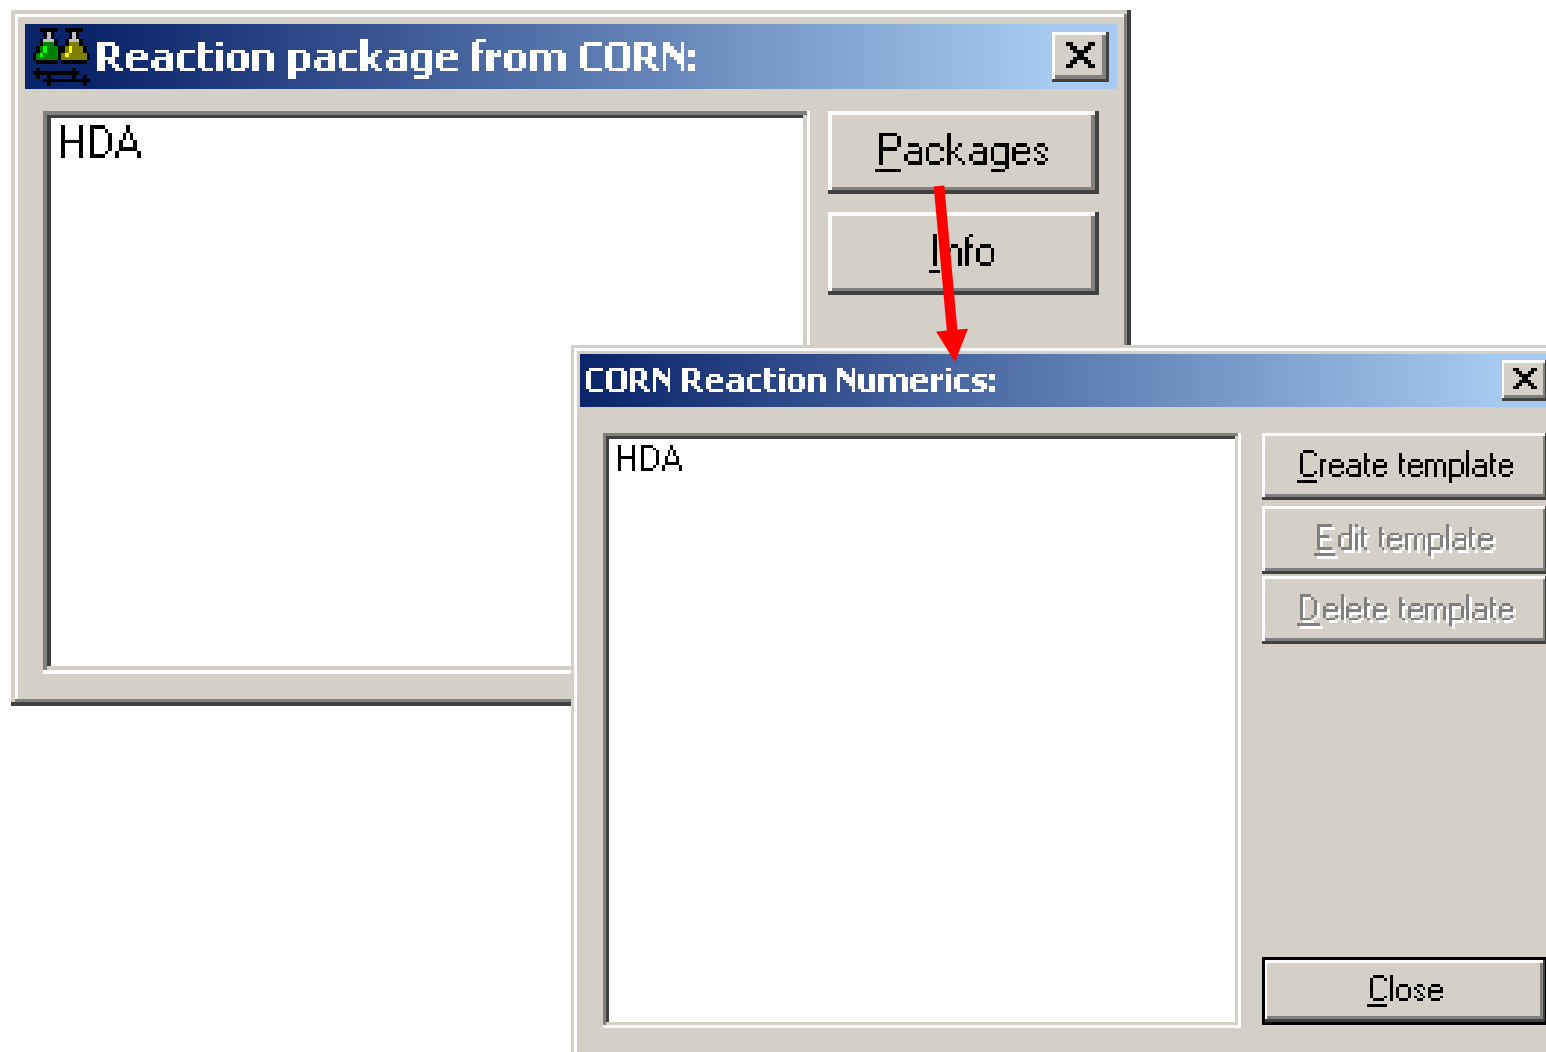 Reaction package from CORN:
HDA
Packages
Info
CORN Reaction Numerics:
HDA
Create template
Edit template
Delete template
Close